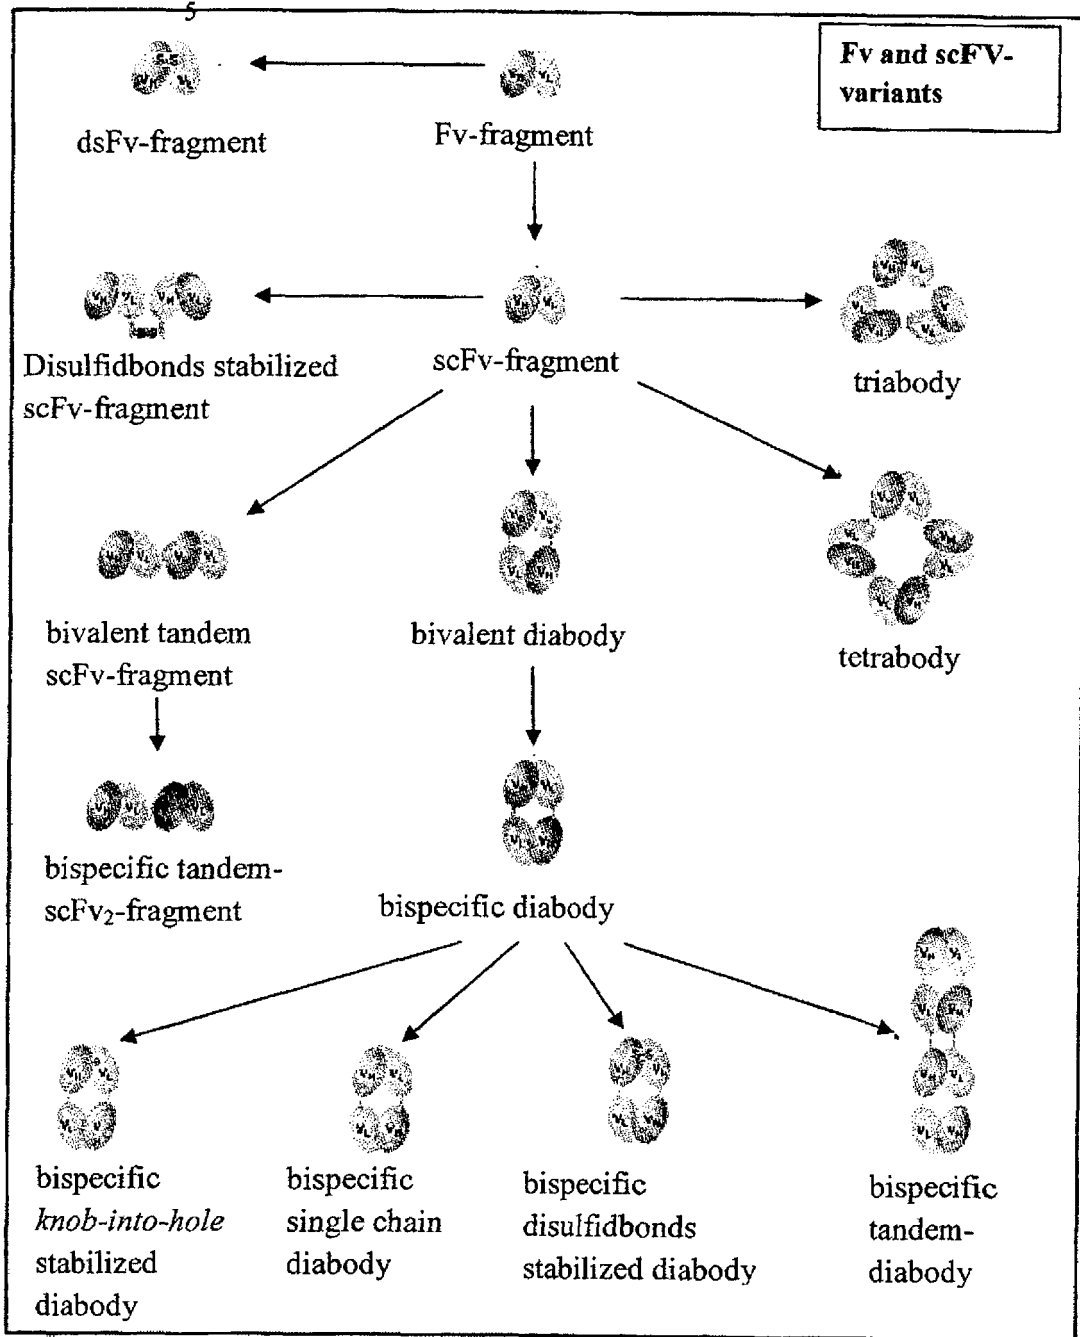 5
Fv and scFV-
variants
dsFv-fragment
Fv-fragment
Disulfidbonds stabilized
scFv-fragment
scFv-fragment
triabody
bivalent tandem
scFv-fragment
bivalent diabody
tetrabody
bispecific tandem-
scFv₂-fragment
bispecific diabody
bispecific
knob-into-hole
stabilized
diabody
bispecific
single chain
diabody
bispecific
disulfidbonds
stabilized diabody
bispecific
tandem-
diabody